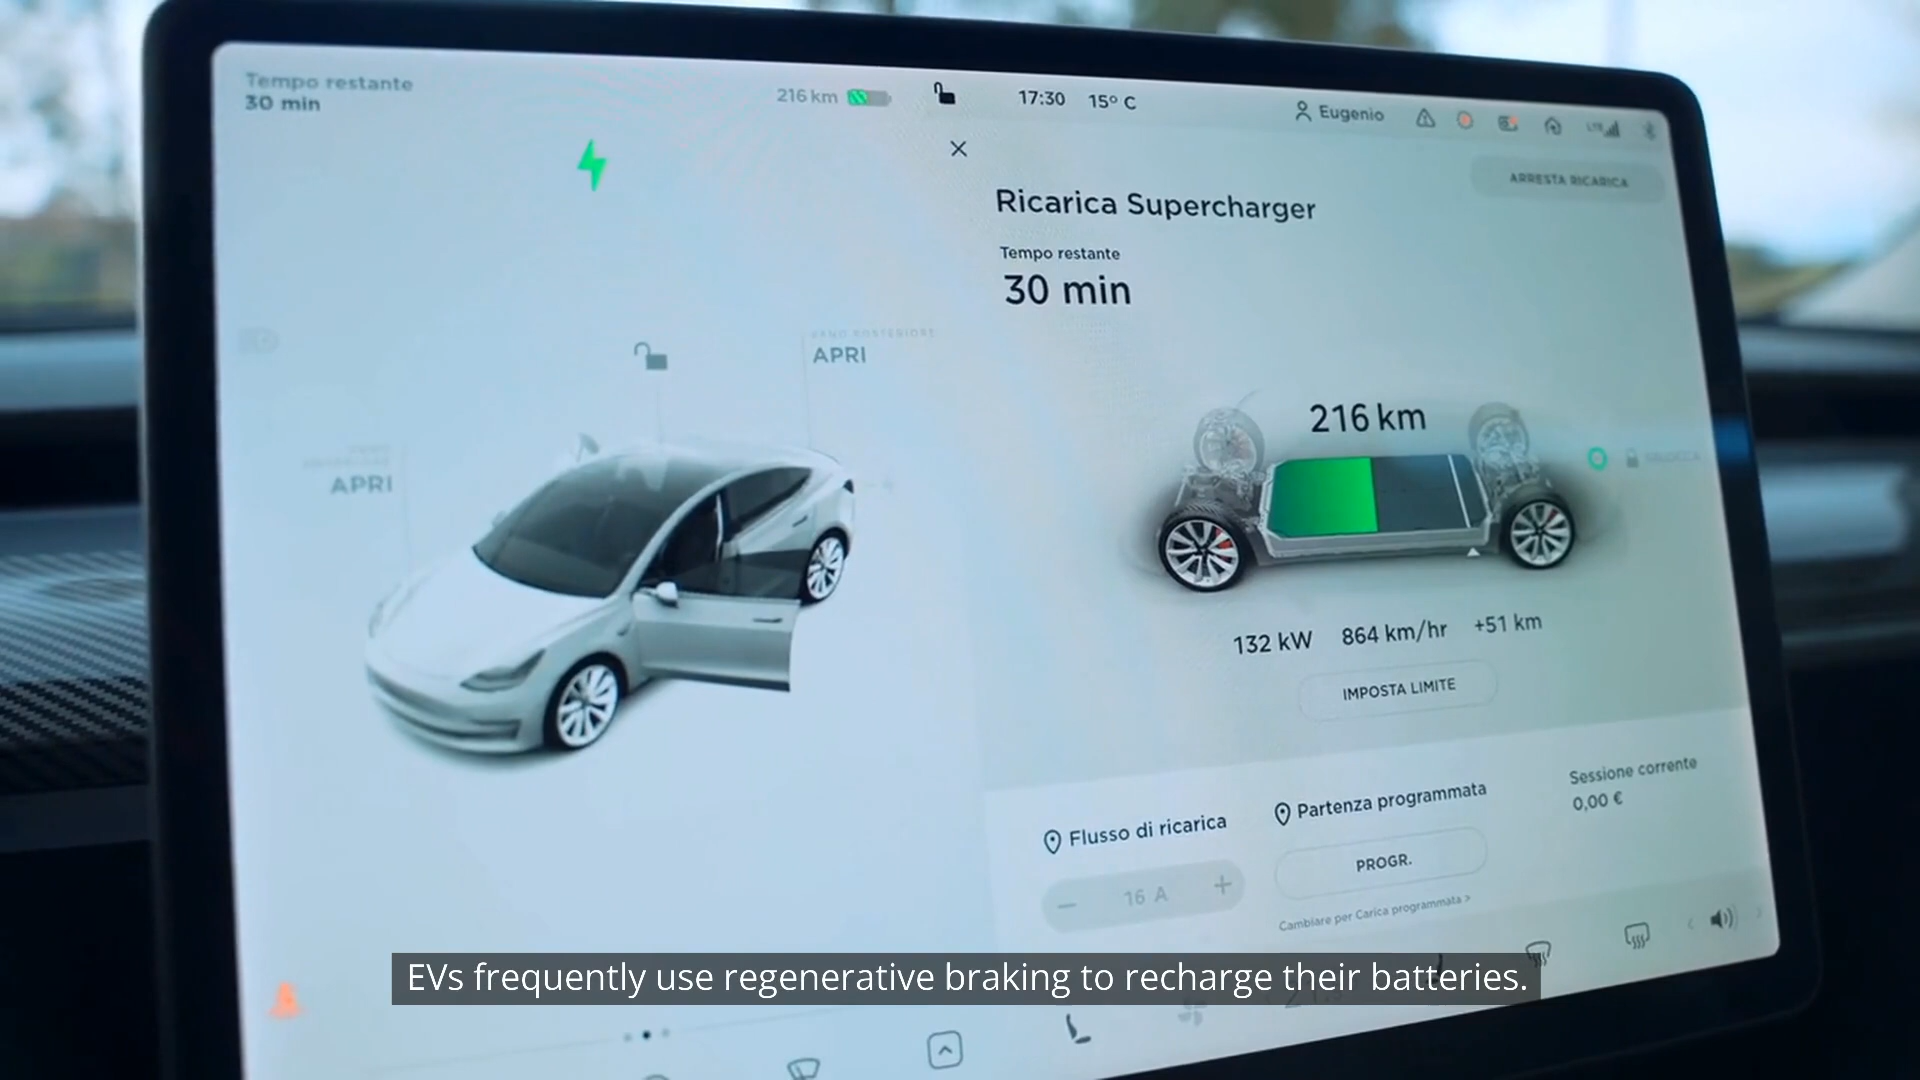 Tempo restante
30 min
216 km
17:30
15° C
Eugenio
LTE
ARRESTA RICARICA
Ricarica Supercharger
Tempo restante
30 min
APRI
APRI
216 km
132 kW
864 km/hr
+51 km
IMPOSTA LIMITE
Flusso di ricarica
16 A
Partenza programmata
PROGR.
Cambiare per Carica programmata >
Sessione corrente
0,00 €
EVs frequently use regenerative braking to recharge their batteries.